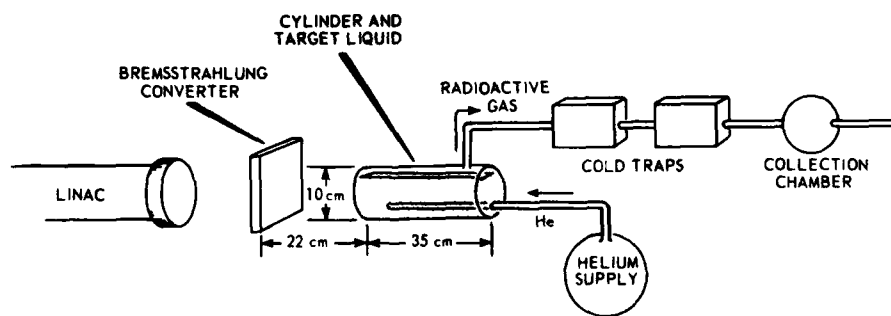 CYLINDER AND
TARGET LIQUID
BREMSSTRAHLUNG
CONVERTER
RADIOACTIVE
GAS
COLD TRAPS
COLLECTION
CHAMBER
LINAC
10 cm
He
22 cm
35 cm
HELIUM
SUPPLY